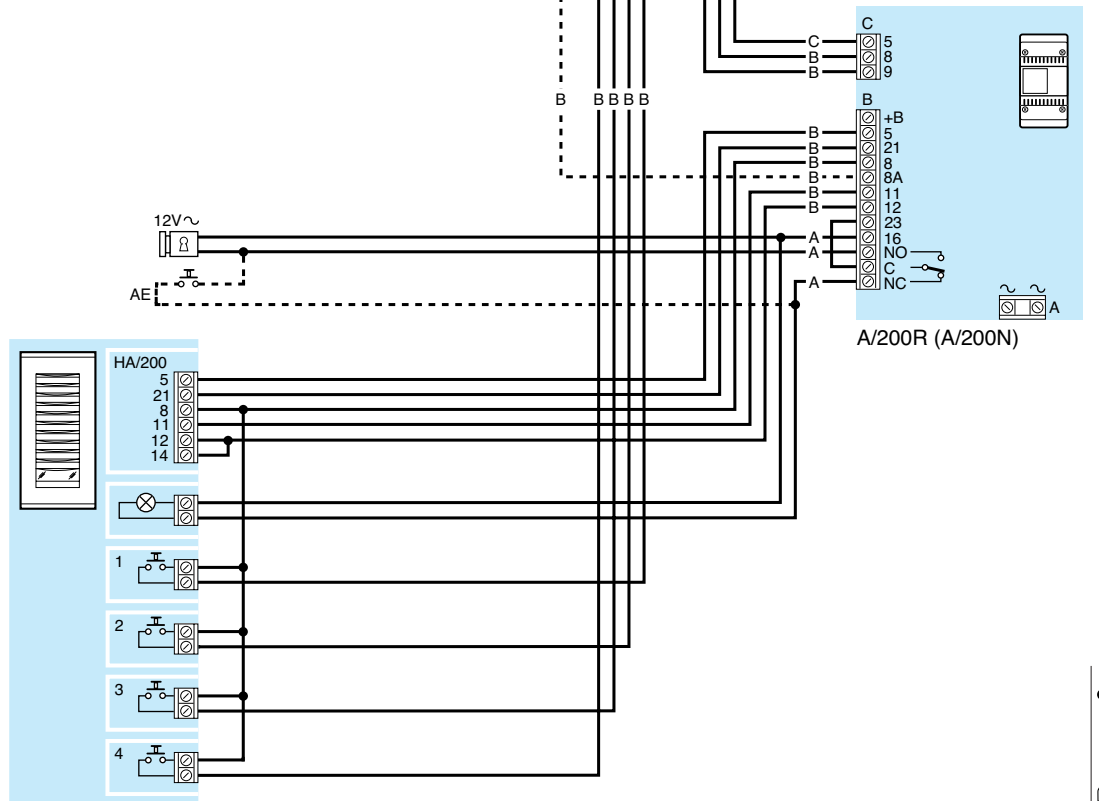 C
C 5
B 8
B 9
B B B B B
B
+B
B 5
B 21
B 8
B 8A
B 11
B 12
23
A 16
A NO
C
A NC
12V~
AE
~ ~
A
A/200R (A/200N)
HA/200
5
21
8
11
12
14
1
2
3
4